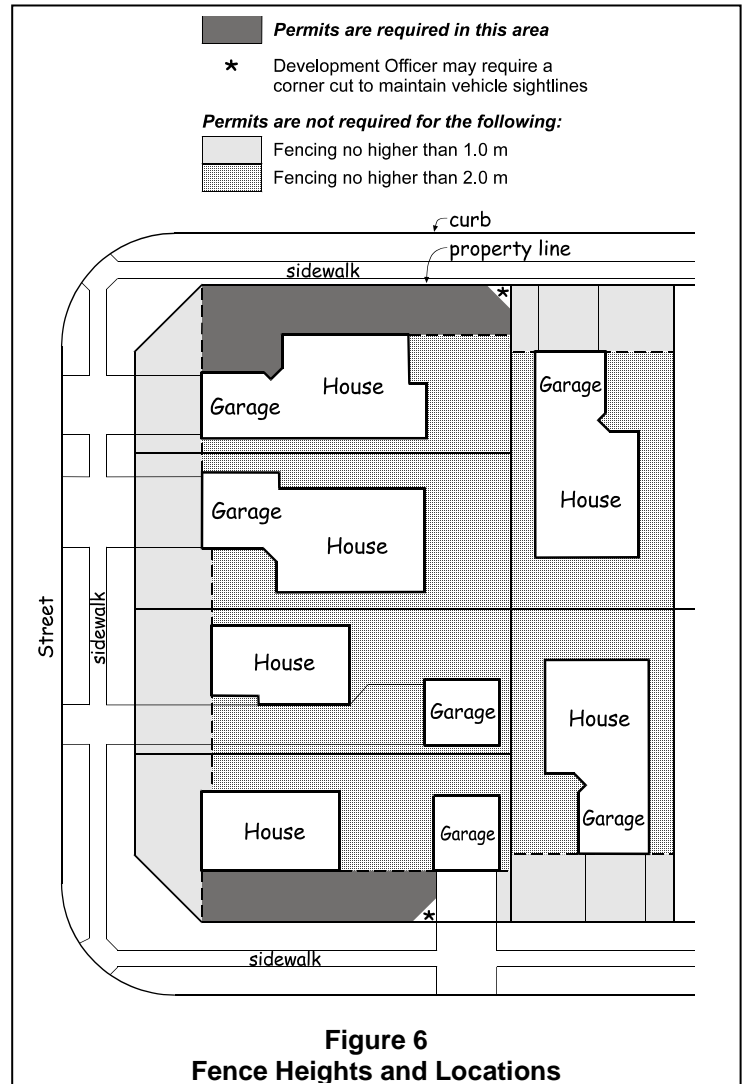 Permits are required in this area
* Development Officer may require a
corner cut to maintain vehicle sightlines
Permits are not required for the following:
Fencing no higher than 1.0 m
Fencing no higher than 2.0 m
curb
property line
sidewalk
*
House
Garage
Garage
House
Garage
House
House
Garage
House
Garage
House
Garage
House
Garage
Street
sidewalk
*
sidewalk
Figure 6
Fence Heights and Locations